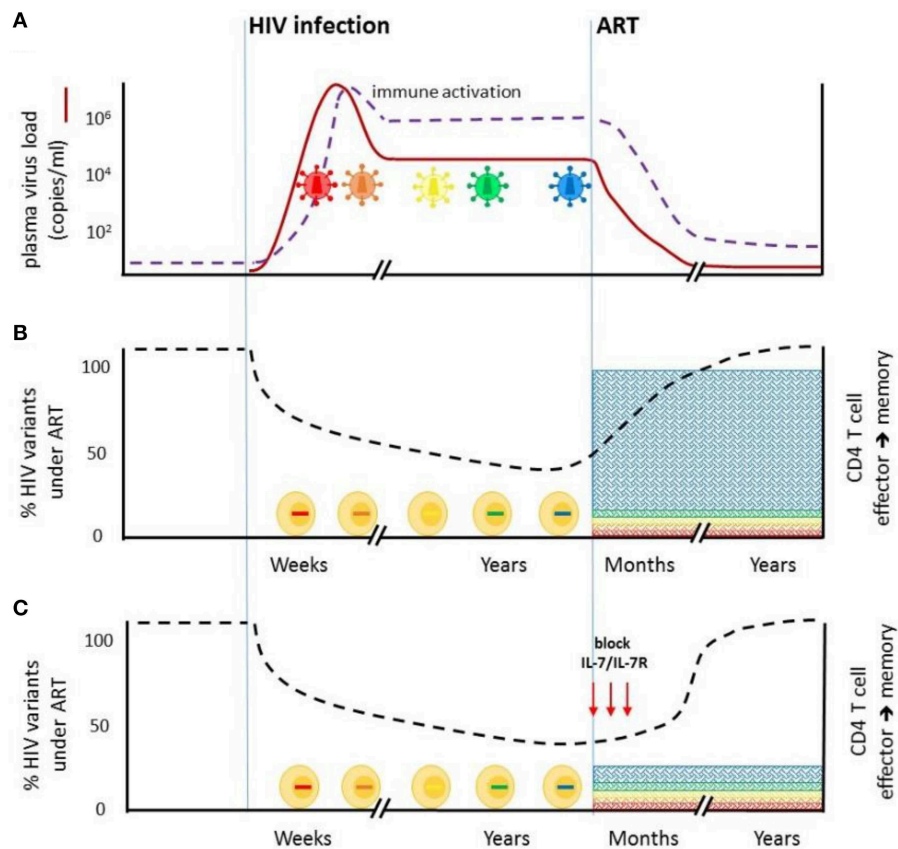 A
HIV infection
ART
plasma virus load
(copies/ml)
immune activation
10⁶
10⁴
10²
B
% HIV variants
under ART
100
50
0
CD4 T cell
effector ➔ memory
Weeks
Years
Months
Years
C
% HIV variants
under ART
100
50
0
block
IL-7/IL-7R
CD4 T cell
effector ➔ memory
Weeks
Years
Months
Years